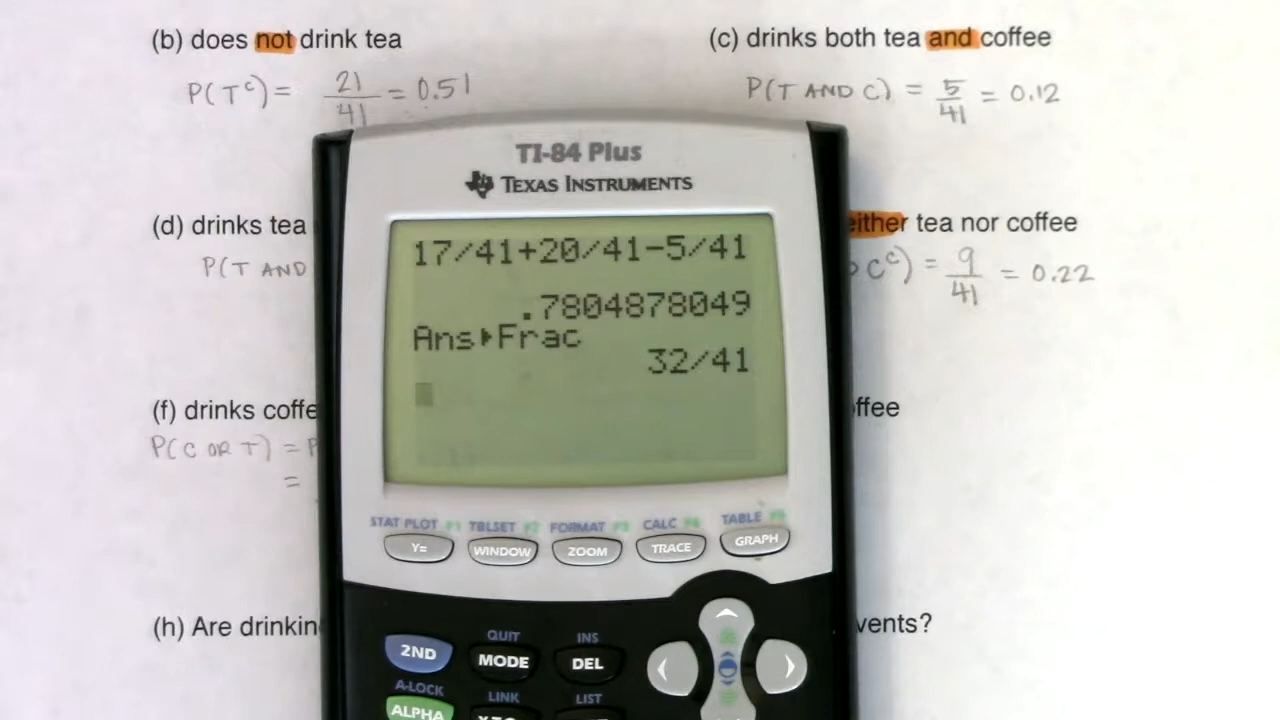 (b) does not drink tea
P(Tᶜ) = 21/41 = 0.51
(c) drinks both tea and coffee
P(T AND C) = 5/41 = 0.12
(d) drinks tea
P(T AND
either tea nor coffee
Cᶜ) = 9/41 = 0.22
(f) drinks coffe
P(C OR T) = P
=
offee
(h) Are drinkin
vents?
TI-84 Plus
TEXAS INSTRUMENTS
17/41+20/41-5/41
.7804878049
Ans▸Frac
32/41
STAT PLOT F1 TBLSET F2 FORMAT F3 CALC F4 TABLE F5
Y= WINDOW ZOOM TRACE GRAPH
QUIT INS
2ND MODE DEL
A-LOCK LINK LIST
ALPHA